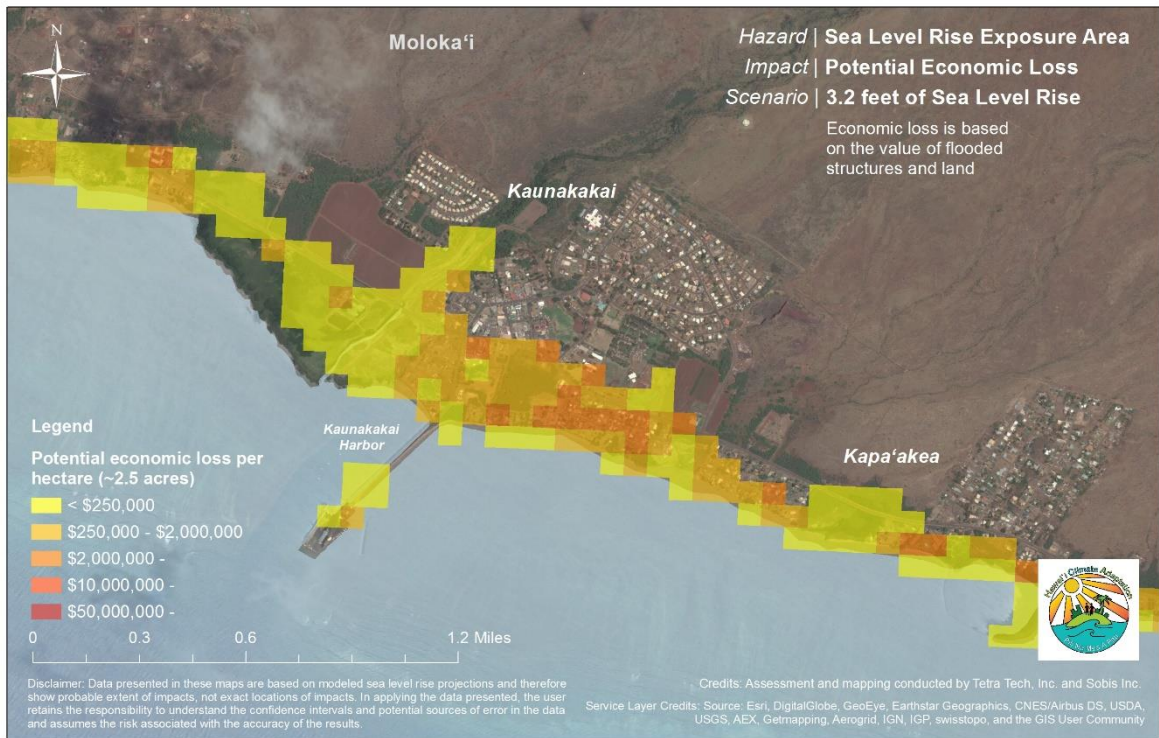 N
Moloka‘i
Hazard | Sea Level Rise Exposure Area
Impact | Potential Economic Loss
Scenario | 3.2 feet of Sea Level Rise
Economic loss is based
on the value of flooded
structures and land
Kaunakakai
Kaunakakai
Harbor
Kapa‘akea
Legend
Potential economic loss per
hectare (~2.5 acres)
< $250,000
$250,000 - $2,000,000
$2,000,000 -
$10,000,000 -
$50,000,000 -
0 0.3 0.6 1.2 Miles
Hawai‘i Climate Adaptation
Disclaimer: Data presented in these maps are based on modeled sea level rise projections and therefore
show probable extent of impacts, not exact locations of impacts. In applying the data presented, the user
retains the responsibility to understand the confidence intervals and potential sources of error in the data
and assumes the risk associated with the accuracy of the results.
Credits: Assessment and mapping conducted by Tetra Tech, Inc. and Sobis Inc.
Service Layer Credits: Source: Esri, DigitalGlobe, GeoEye, Earthstar Geographics, CNES/Airbus DS, USDA,
USGS, AEX, Getmapping, Aerogrid, IGN, IGP, swisstopo, and the GIS User Community